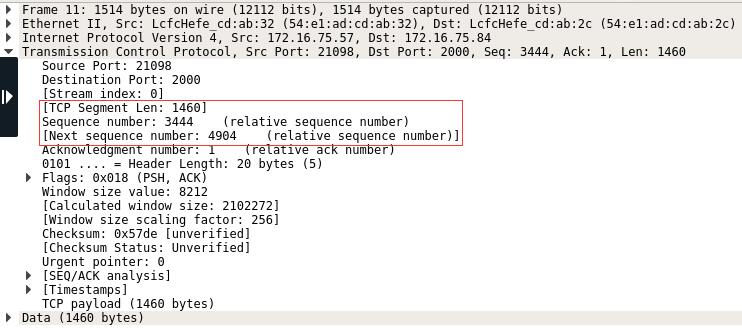 Frame 11: 1514 bytes on wire (12112 bits), 1514 bytes captured (12112 bits)
Ethernet II, Src: LcfcHefe_cd:ab:32 (54:e1:ad:cd:ab:32), Dst: LcfcHefe_cd:ab:2c (54:e1:ad:cd:ab:2c)
Internet Protocol Version 4, Src: 172.16.75.57, Dst: 172.16.75.84
Transmission Control Protocol, Src Port: 21098, Dst Port: 2000, Seq: 3444, Ack: 1, Len: 1460
Source Port: 21098
Destination Port: 2000
[Stream index: 0]
[TCP Segment Len: 1460]
Sequence number: 3444    (relative sequence number)
[Next sequence number: 4904    (relative sequence number)]
Acknowledgment number: 1    (relative ack number)
0101 .... = Header Length: 20 bytes (5)
Flags: 0x018 (PSH, ACK)
Window size value: 8212
[Calculated window size: 2102272]
[Window size scaling factor: 256]
Checksum: 0x57de [unverified]
[Checksum Status: Unverified]
Urgent pointer: 0
[SEQ/ACK analysis]
[Timestamps]
TCP payload (1460 bytes)
Data (1460 bytes)